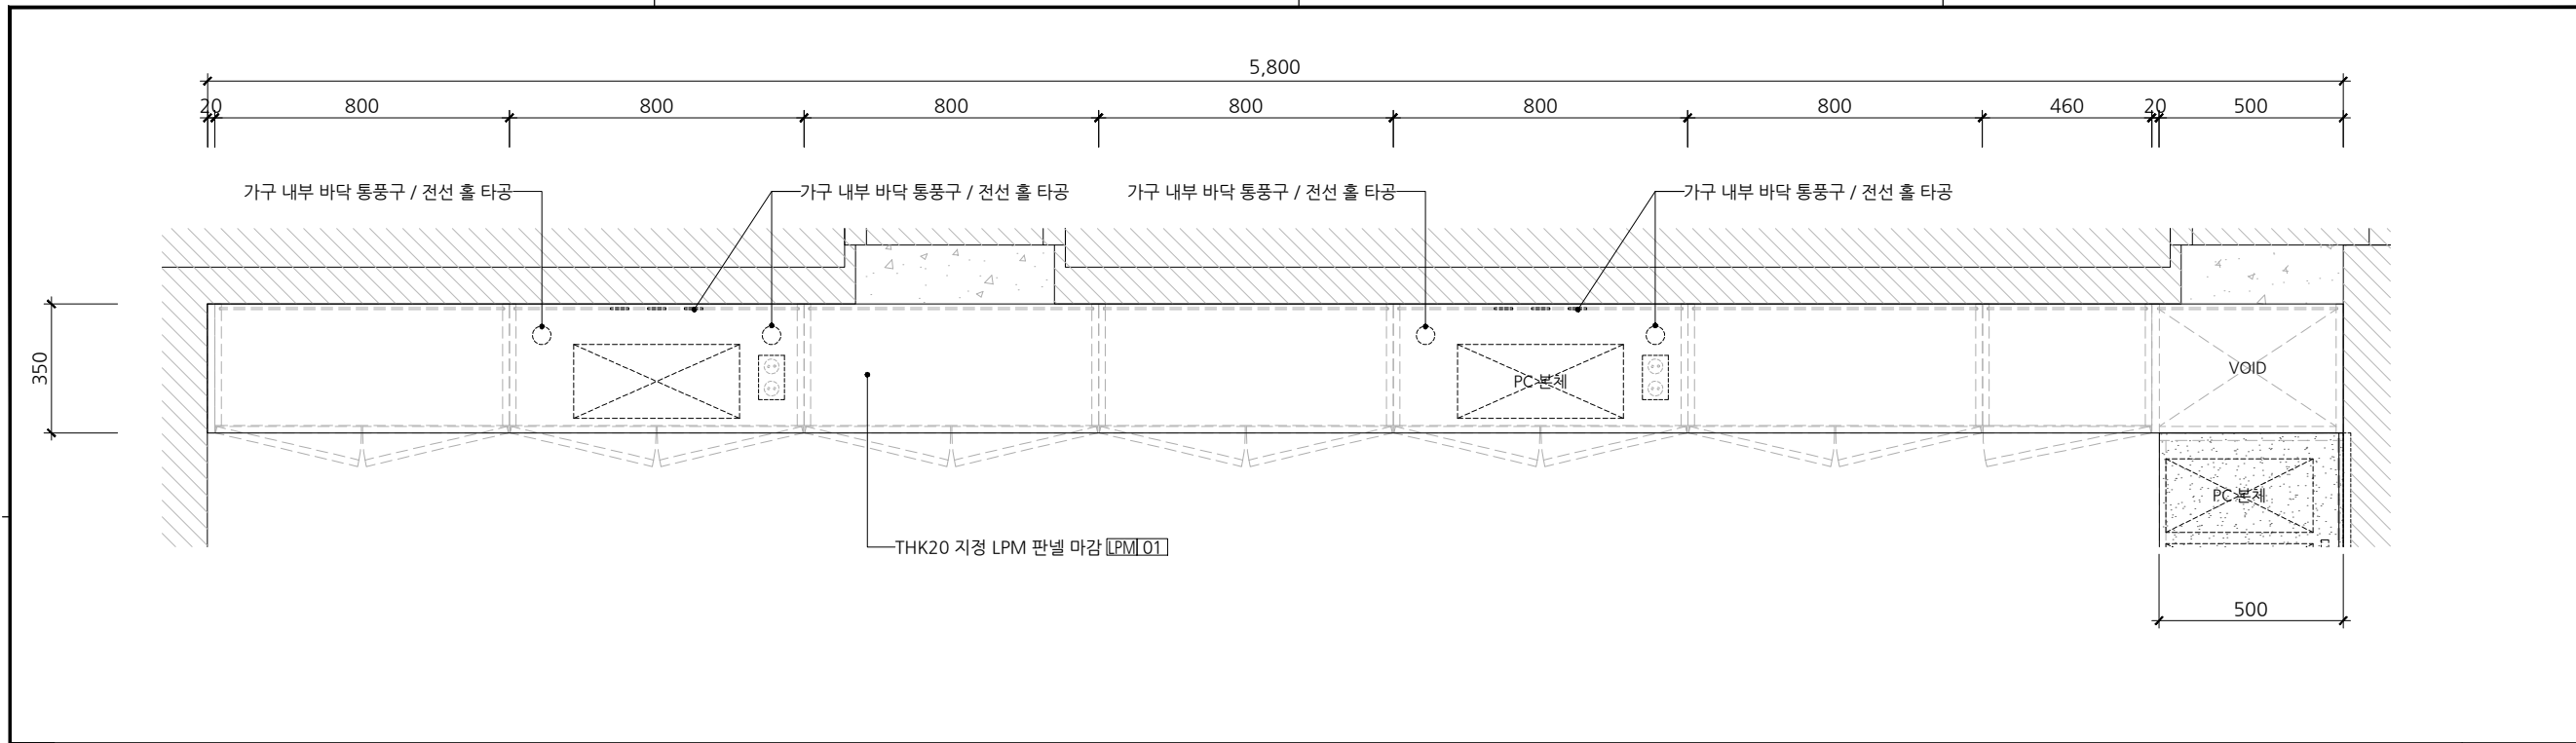 5,800
20 800 800 800 800 800 800 460 20 500
가구 내부 바닥 통풍구 / 전선 홀 타공
가구 내부 바닥 통풍구 / 전선 홀 타공
가구 내부 바닥 통풍구 / 전선 홀 타공
가구 내부 바닥 통풍구 / 전선 홀 타공
350
PC 본체
VOID
PC 본체
THK20 지정 LPM 판넬 마감 LPM 01
500